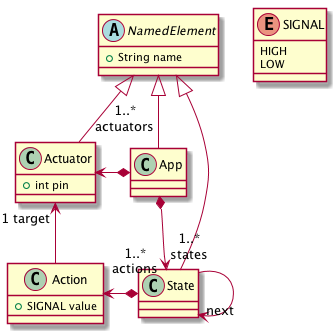 A NamedElement
String name
E SIGNAL
HIGH
LOW
1..*
actuators
C Actuator
int pin
C App
1 target
1..*
actions
1..*
states
C Action
SIGNAL value
C State
next